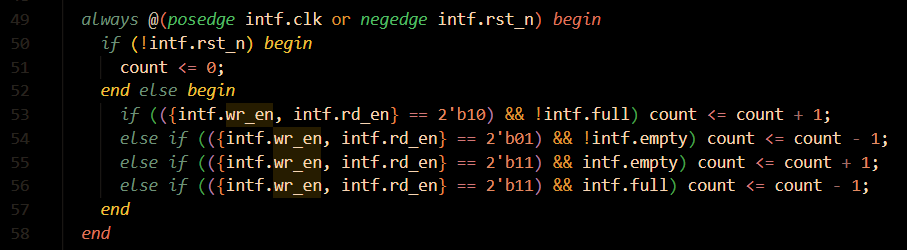 49 always @(posedge intf.clk or negedge intf.rst_n) begin
50 if (!intf.rst_n) begin
51 count <= 0;
52 end else begin
53 if (({intf.wr_en, intf.rd_en} == 2'b10) && !intf.full) count <= count + 1;
54 else if (({intf.wr_en, intf.rd_en} == 2'b01) && !intf.empty) count <= count - 1;
55 else if (({intf.wr_en, intf.rd_en} == 2'b11) && intf.empty) count <= count + 1;
56 else if (({intf.wr_en, intf.rd_en} == 2'b11) && intf.full) count <= count - 1;
57 end
58 end